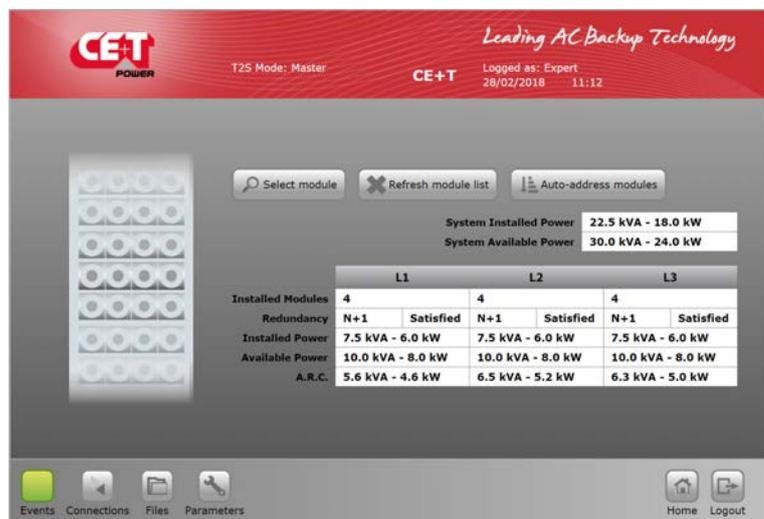 Leading AC Backup Technology
CE+T
POWER
T2S Mode: Master
CE+T
Logged as: Expert
28/02/2018 11:12
Select module
Refresh module list
Auto-address modules
System Installed Power 22.5 kVA - 18.0 kW
System Available Power 30.0 kVA - 24.0 kW
L1 L2 L3
Installed Modules 4 4 4
Redundancy N+1 Satisfied N+1 Satisfied N+1 Satisfied
Installed Power 7.5 kVA - 6.0 kW 7.5 kVA - 6.0 kW 7.5 kVA - 6.0 kW
Available Power 10.0 kVA - 8.0 kW 10.0 kVA - 8.0 kW 10.0 kVA - 8.0 kW
A.R.C. 5.6 kVA - 4.6 kW 6.5 kVA - 5.2 kW 6.3 kVA - 5.0 kW
Events Connections Files Parameters Home Logout